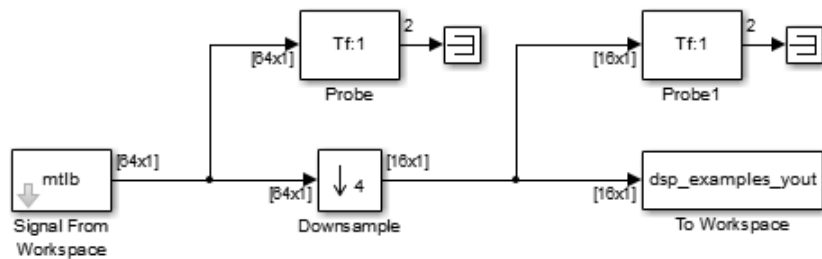 Tf:1
2
[64x1]
Probe
Tf:1
2
[16x1]
Probe1
mtlb
[64x1]
Signal From
Workspace
[64x1]
4
[16x1]
Downsample
dsp_examples_yout
[16x1]
To Workspace